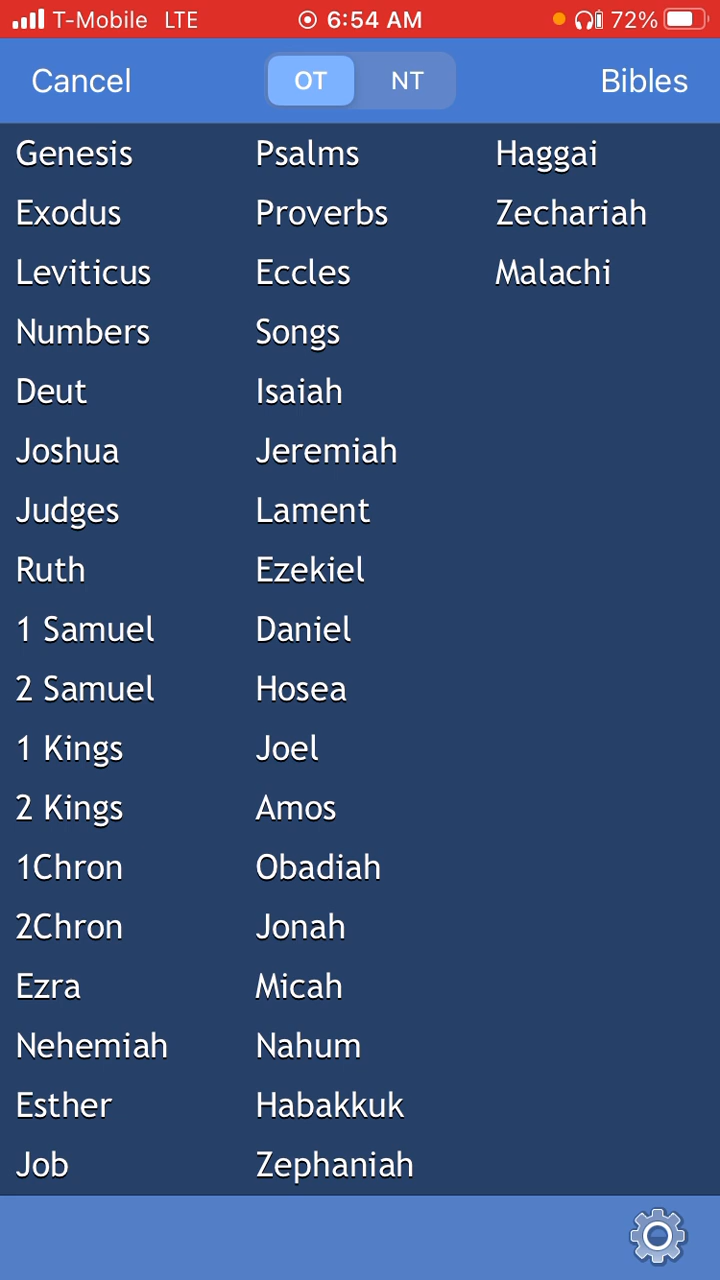 T-Mobile LTE 6:54 AM 72%
Cancel OT NT Bibles
Genesis Psalms Haggai
Exodus Proverbs Zechariah
Leviticus Eccles Malachi
Numbers Songs
Deut Isaiah
Joshua Jeremiah
Judges Lament
Ruth Ezekiel
1 Samuel Daniel
2 Samuel Hosea
1 Kings Joel
2 Kings Amos
1Chron Obadiah
2Chron Jonah
Ezra Micah
Nehemiah Nahum
Esther Habakkuk
Job Zephaniah